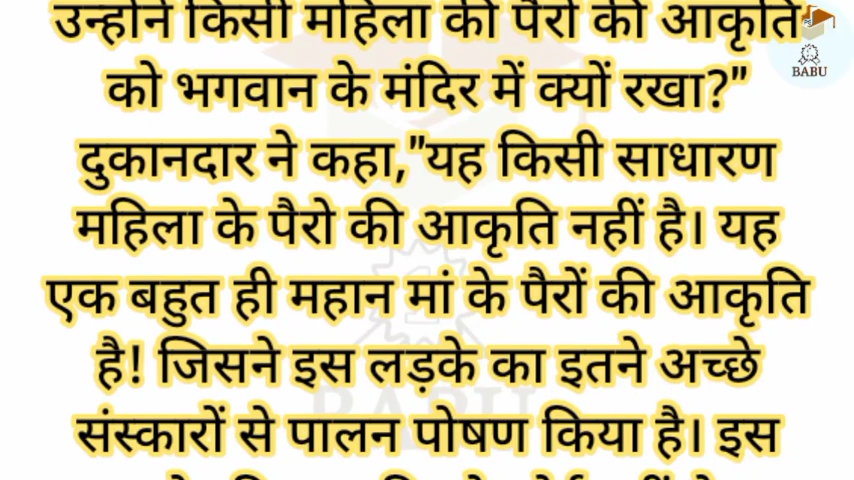 उन्होंने किसी महिला की पैरों की आकृति
को भगवान के मंदिर में क्यों रखा?"
दुकानदार ने कहा,"यह किसी साधारण
महिला के पैरो की आकृति नहीं है। यह
एक बहुत ही महान मां के पैरों की आकृति
है! जिसने इस लड़के का इतने अच्छे
संस्कारों से पालन पोषण किया है। इस
BABU